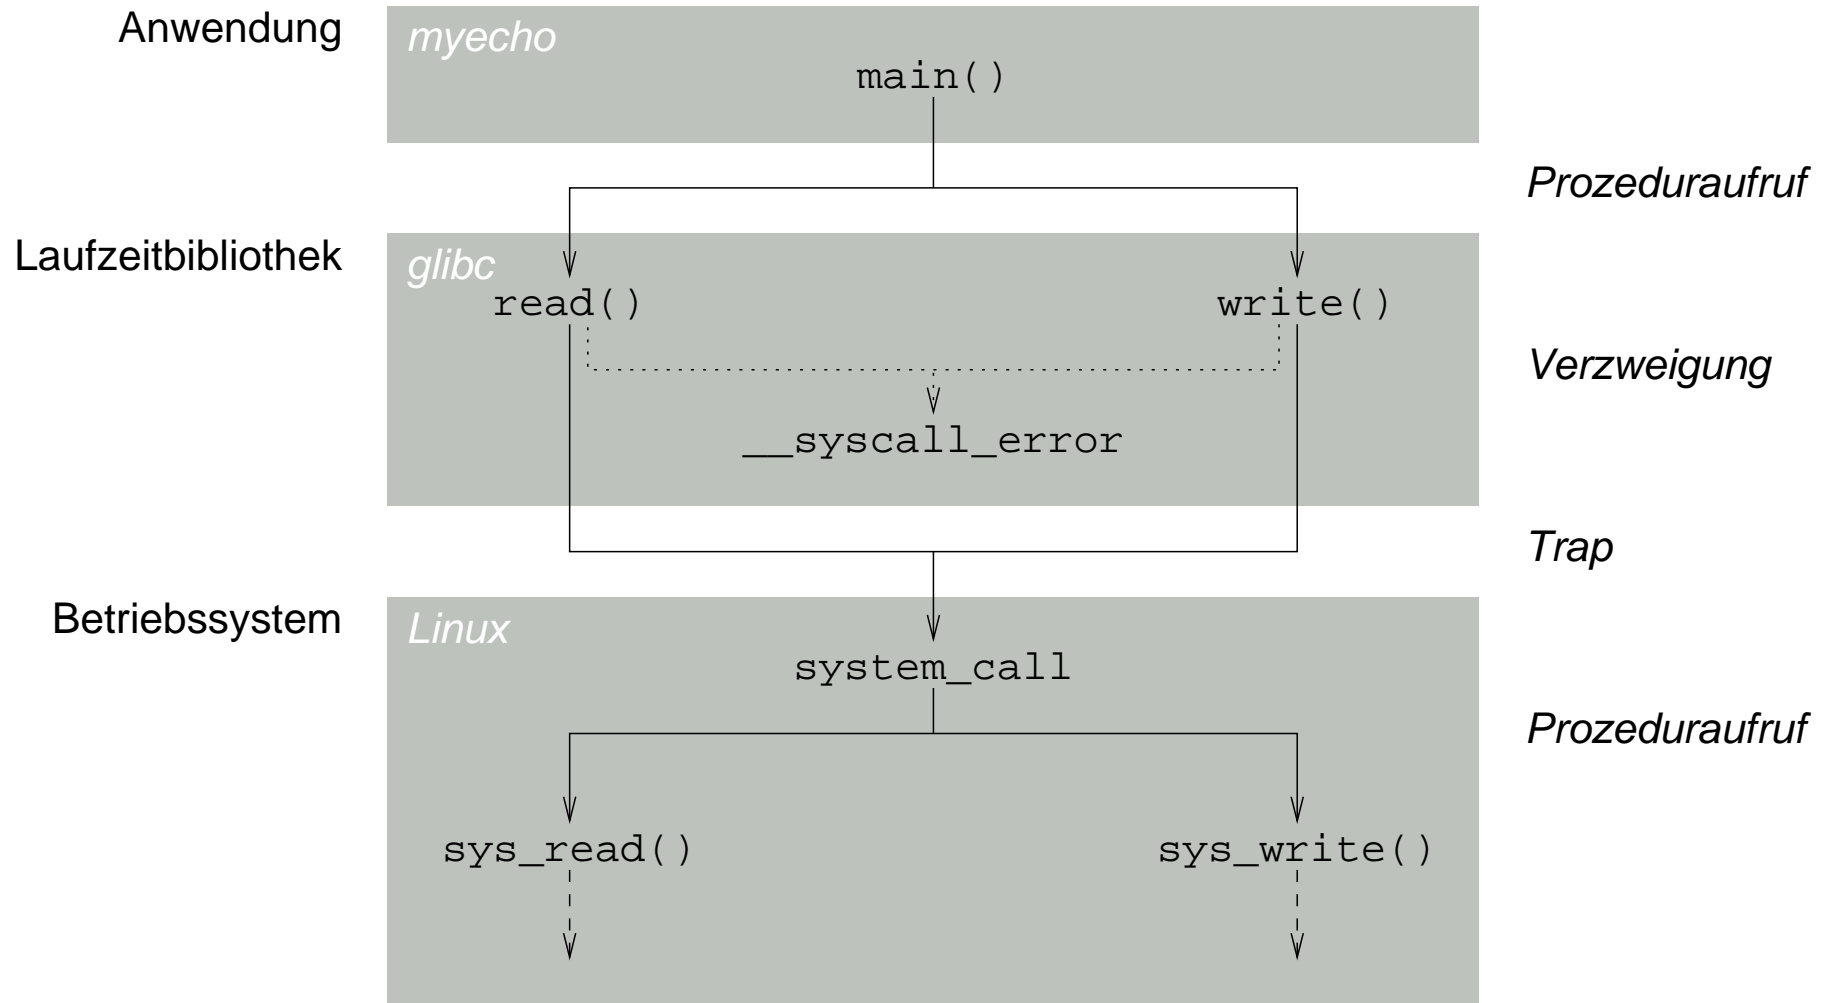 Anwendung
myecho
main()
Prozeduraufruf
Laufzeitbibliothek
glibc
read()
write()
Verzweigung
__syscall_error
Trap
Betriebssystem
Linux
system_call
Prozeduraufruf
sys_read()
sys_write()